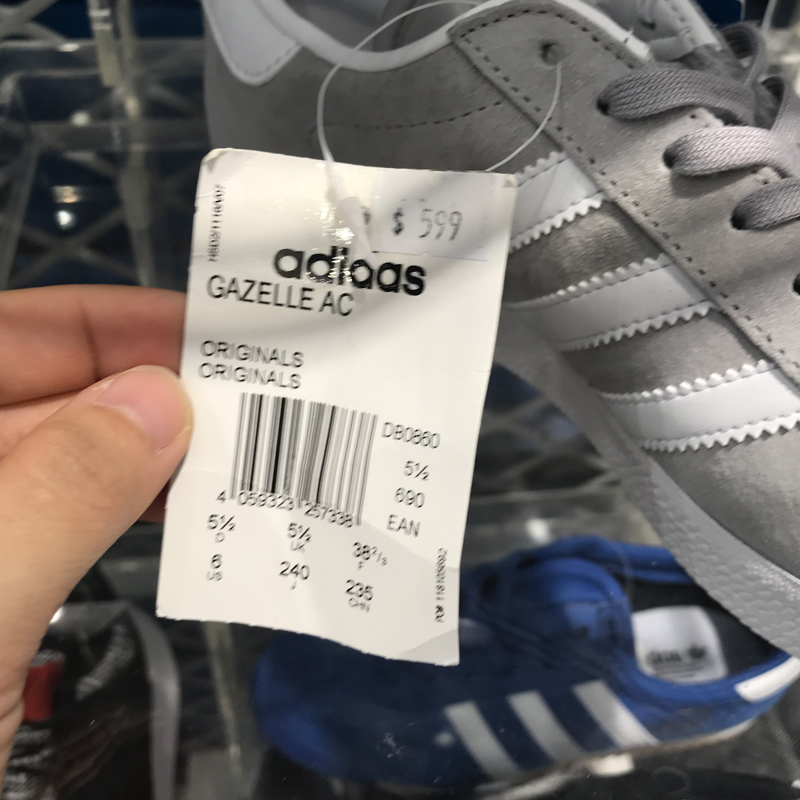 $ 599
adidas
GAZELLE AC
ORIGINALS
ORIGINALS
DB0860
5½
690
EAN
4 059323 257338
5½ 5½ 38²/₃
D UK F
6 240 235
US J CHN